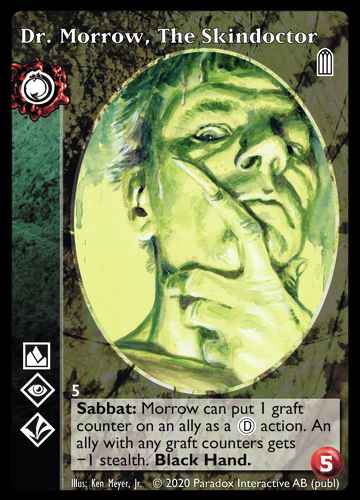 Dr. Morrow, The Skindoctor
5
Sabbat: Morrow can put 1 graft
counter on an ally as a D action. An
ally with any graft counters gets
−1 stealth. Black Hand.
5
Illus: Ken Meyer, Jr. © 2020 Paradox Interactive AB (publ)